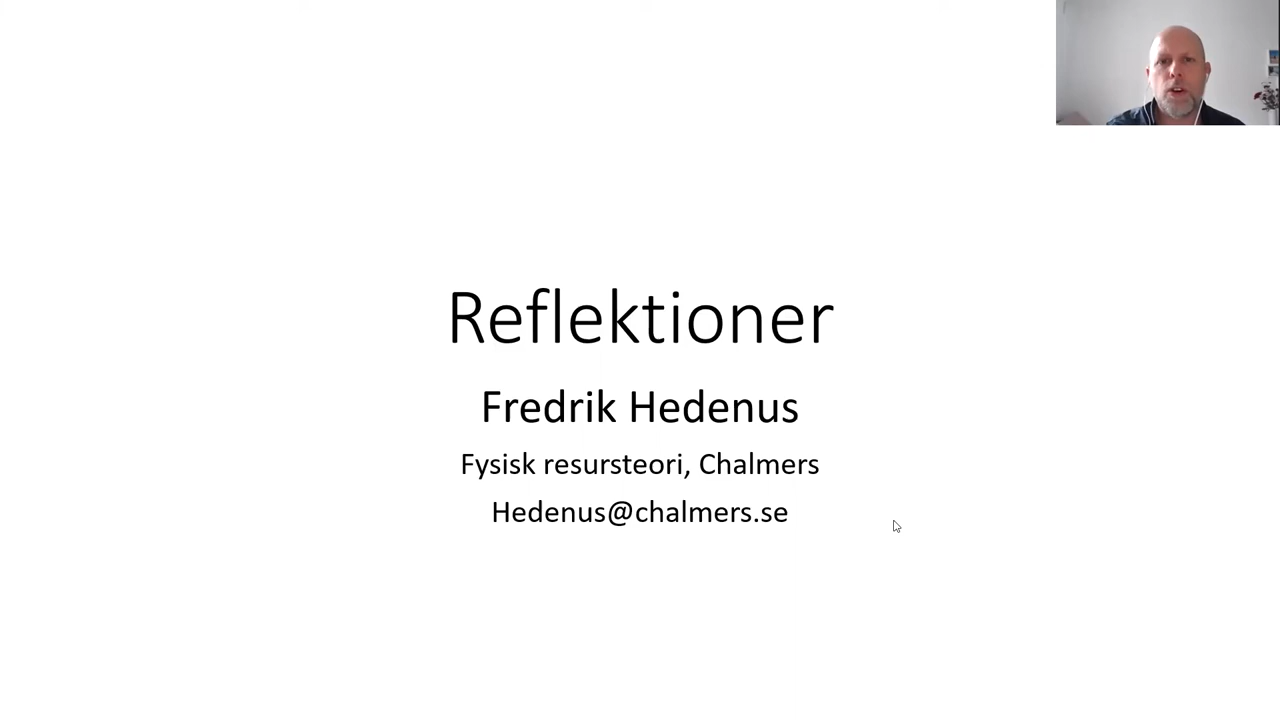 Reflektioner
Fredrik Hedenus
Fysisk resursteori, Chalmers
Hedenus@chalmers.se